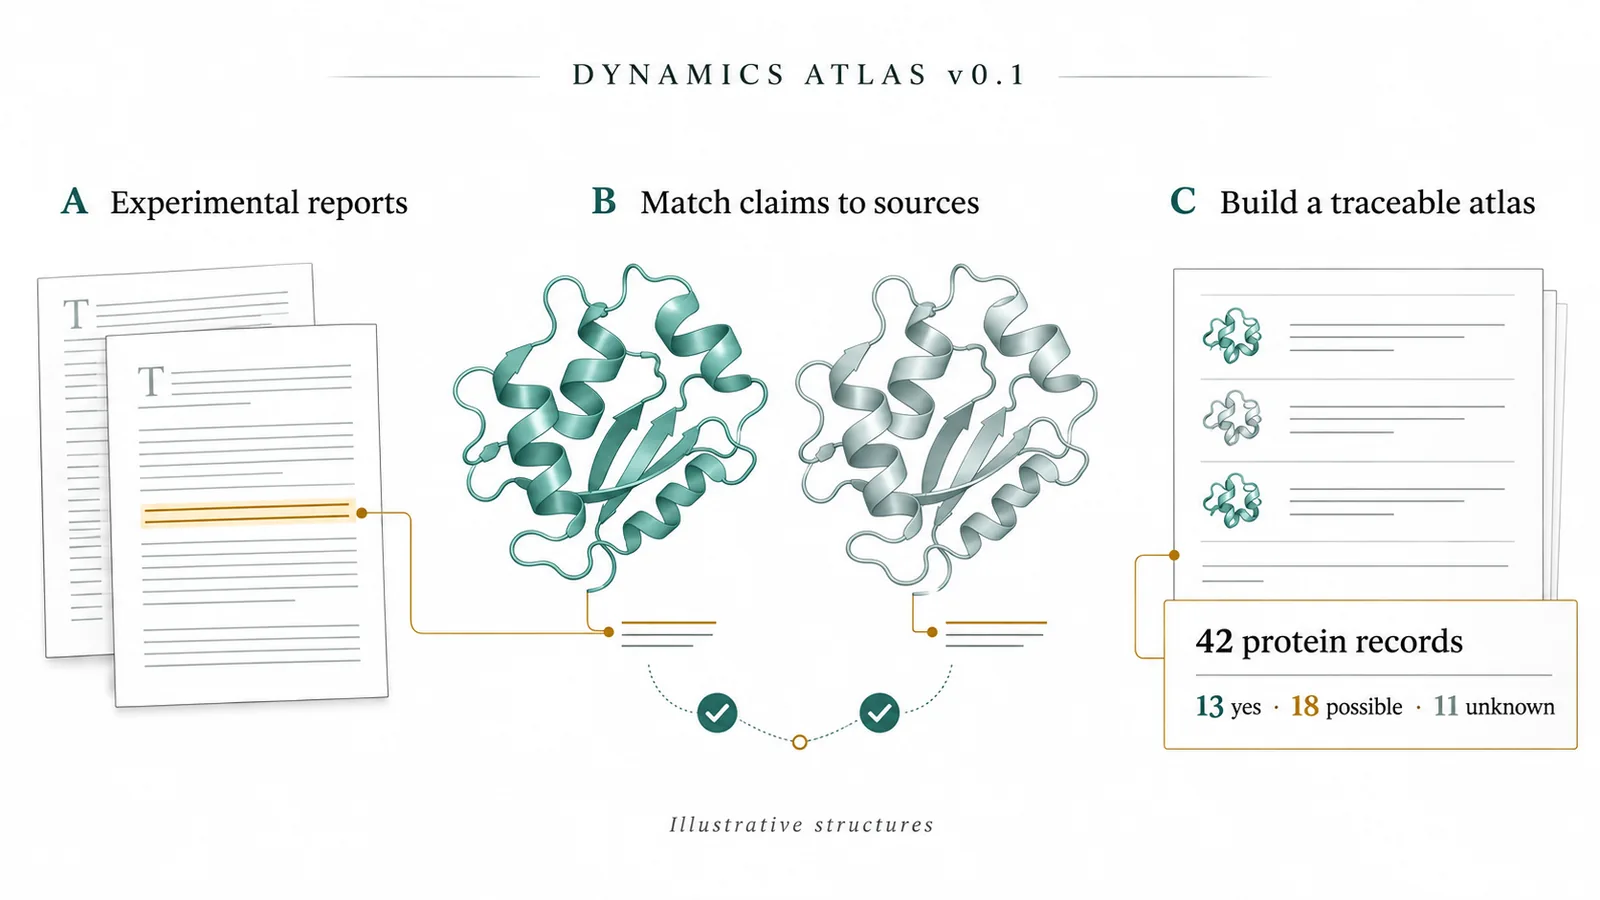 DYNAMICS ATLAS v0.1
A Experimental reports
B Match claims to sources
C Build a traceable atlas
T
T
42 protein records
13 yes · 18 possible · 11 unknown
Illustrative structures